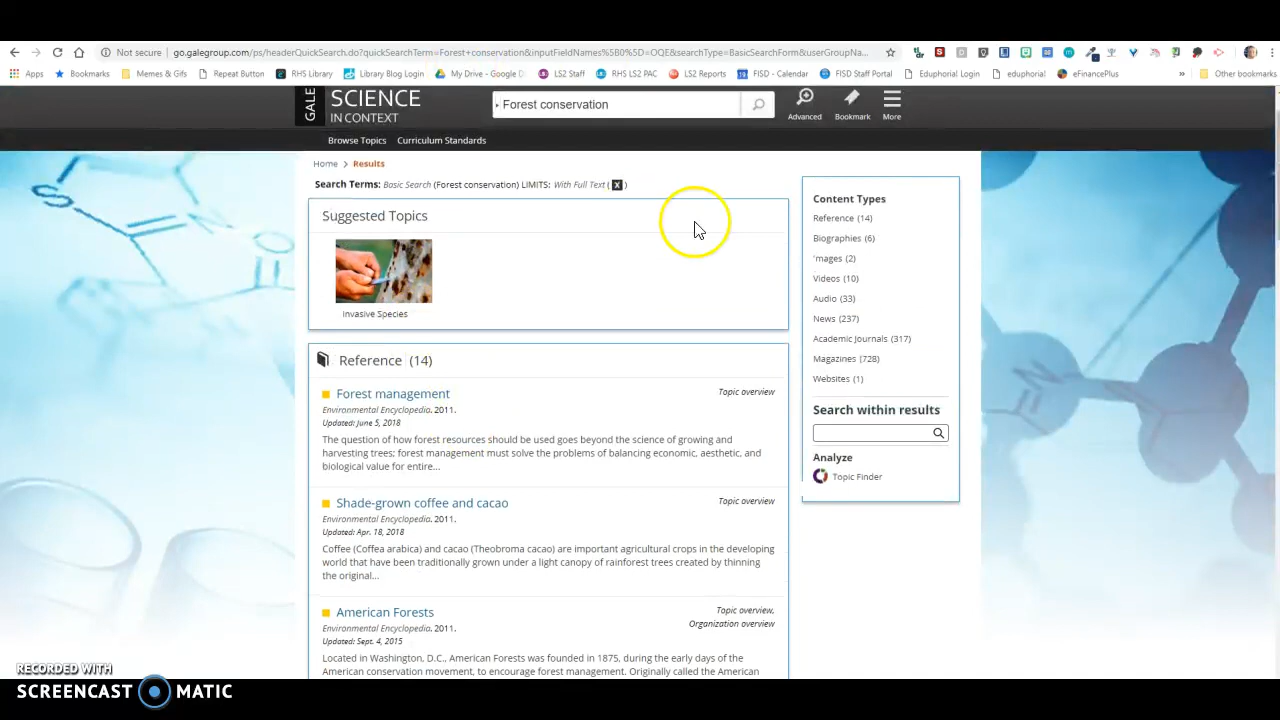 Not secure | go.galegroup.com/ps/headerQuickSearch.do?quickSearchTerm=Forest+conservation&inputFieldNames%5B0%5D=OQE&searchType=BasicSearchForm&userGroupNa...
Apps Bookmarks Memes & Gifs Repeat Button RHS Library Library Blog Login My Drive - Google D LS2 Staff RHS LS2 PAC LS2 Reports FISD - Calendar FISD Staff Portal Eduphoria! Login eduphoria! eFinancePlus » Other bookmarks
GALE SCIENCE IN CONTEXT
Forest conservation
Advanced Bookmark More
Browse Topics Curriculum Standards
Home > Results
Search Terms: Basic Search (Forest conservation) LIMITS: With Full Text ( X )
Suggested Topics
Invasive Species
Reference (14)
Forest management
Topic overview
Environmental Encyclopedia. 2011.
Updated: June 5, 2018
The question of how forest resources should be used goes beyond the science of growing and
harvesting trees; forest management must solve the problems of balancing economic, aesthetic, and
biological value for entire...
Shade-grown coffee and cacao
Topic overview
Environmental Encyclopedia. 2011.
Updated: Apr. 18, 2018
Coffee (Coffea arabica) and cacao (Theobroma cacao) are important agricultural crops in the developing
world that have been traditionally grown under a light canopy of rainforest trees created by thinning
the original...
American Forests
Topic overview,
Organization overview
Environmental Encyclopedia. 2011.
Updated: Sept. 4, 2015
Located in Washington, D.C., American Forests was founded in 1875, during the early days of the
American conservation movement, to encourage forest management. Originally called the American
Content Types
Reference (14)
Biographies (6)
Images (2)
Videos (10)
Audio (33)
News (237)
Academic Journals (317)
Magazines (728)
Websites (1)
Search within results
Analyze
Topic Finder
RECORDED WITH
SCREENCAST MATIC